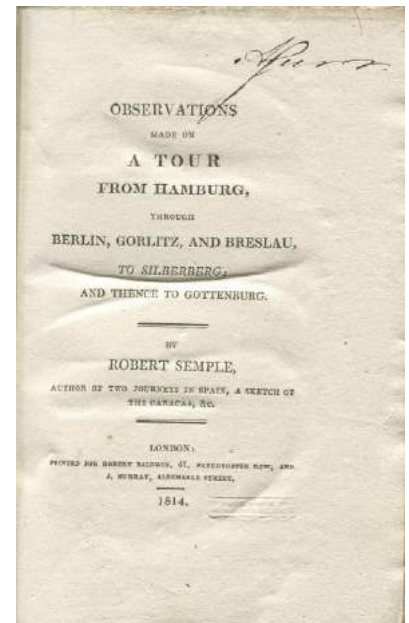 OBSERVATIONS
MADE ON
A TOUR
FROM HAMBURG,
THROUGH
BERLIN, GORLITZ, AND BRESLAU,
TO SILBERBERG;
AND THENCE TO GOTTENBURG.
BY
ROBERT SEMPLE,
AUTHOR OF TWO JOURNEYS IN SPAIN, A SKETCH OF
THE CARACAS, &c.
LONDON:
PRINTED FOR ROBERT BALDWIN, 47, PATERNOSTER ROW, AND
J. MURRAY, ALBEMARLE STREET.
1814.